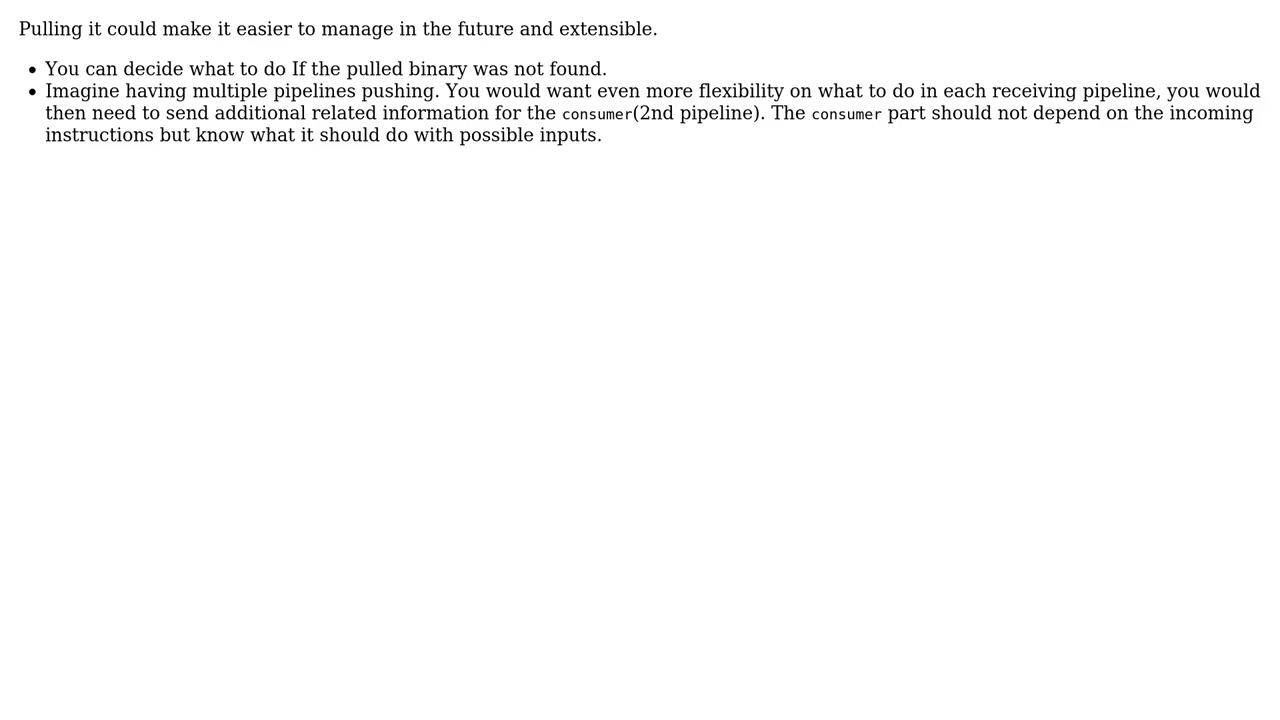 Pulling it could make it easier to manage in the future and extensible.
• You can decide what to do If the pulled binary was not found.
• Imagine having multiple pipelines pushing. You would want even more flexibility on what to do in each receiving pipeline, you would
then need to send additional related information for the consumer(2nd pipeline). The consumer part should not depend on the incoming
instructions but know what it should do with possible inputs.